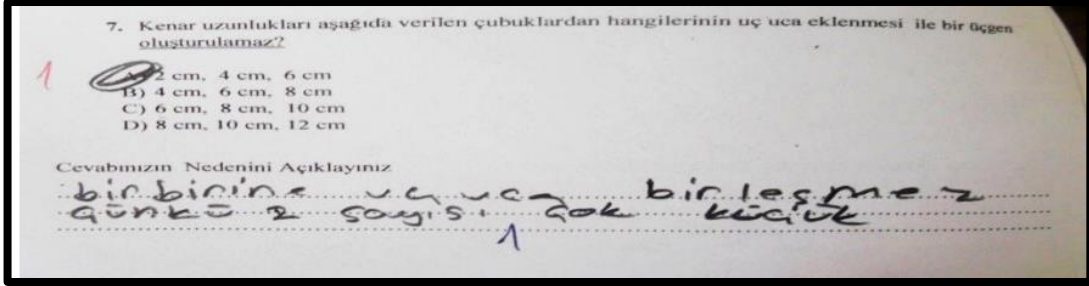 7. Kenar uzunlukları aşağıda verilen çubuklardan hangilerinin uç uca eklenmesi ile bir üçgen
oluşturulamaz?
1
2 cm, 4 cm, 6 cm
B) 4 cm, 6 cm, 8 cm
C) 6 cm, 8 cm, 10 cm
D) 8 cm, 10 cm, 12 cm
Cevabınızın Nedenini Açıklayınız
birbirine uç uca birleşmez
Günkü 2 sayısı çok küçük
1